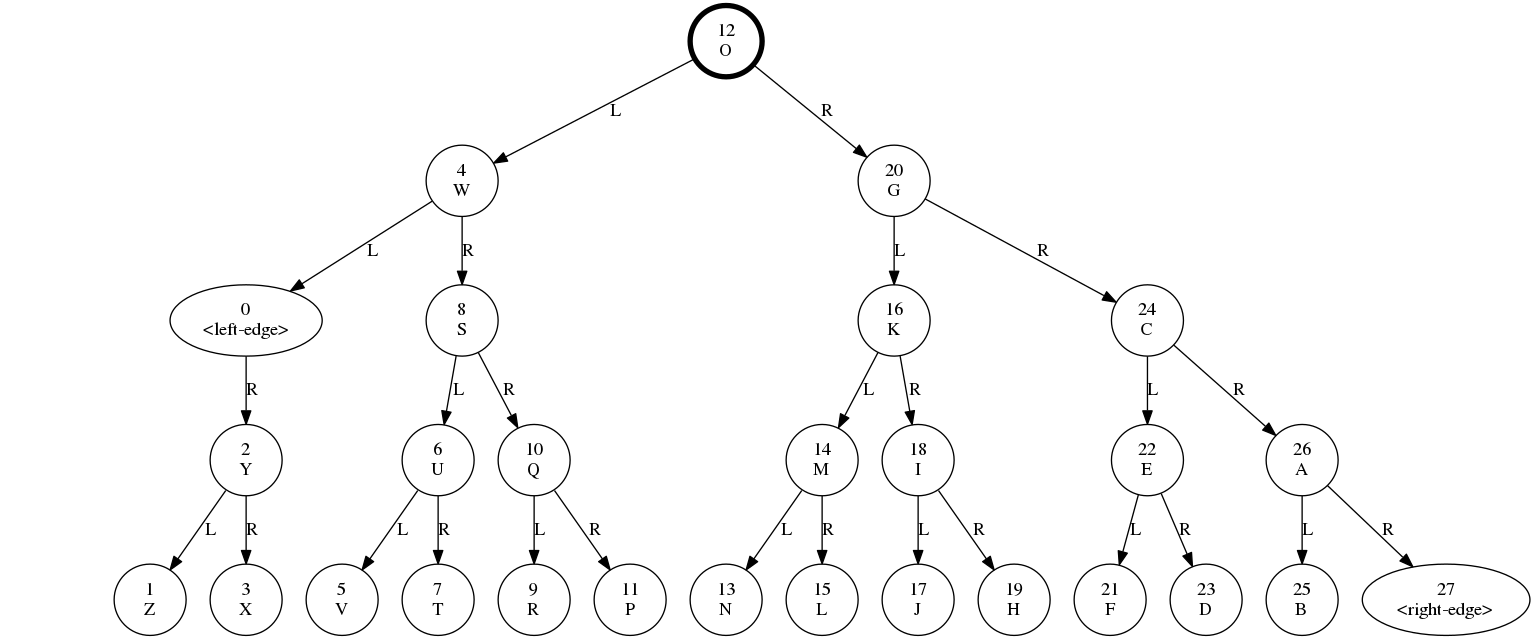 12
O
L
R
4
W
20
G
L
R
L
R
0
<left-edge>
8
S
16
K
24
C
R
L
R
L
R
L
R
2
Y
6
U
10
Q
14
M
18
I
22
E
26
A
L
R
L
R
L
R
L
R
L
R
L
R
L
R
1
Z
3
X
5
V
7
T
9
R
11
P
13
N
15
L
17
J
19
H
21
F
23
D
25
B
27
<right-edge>